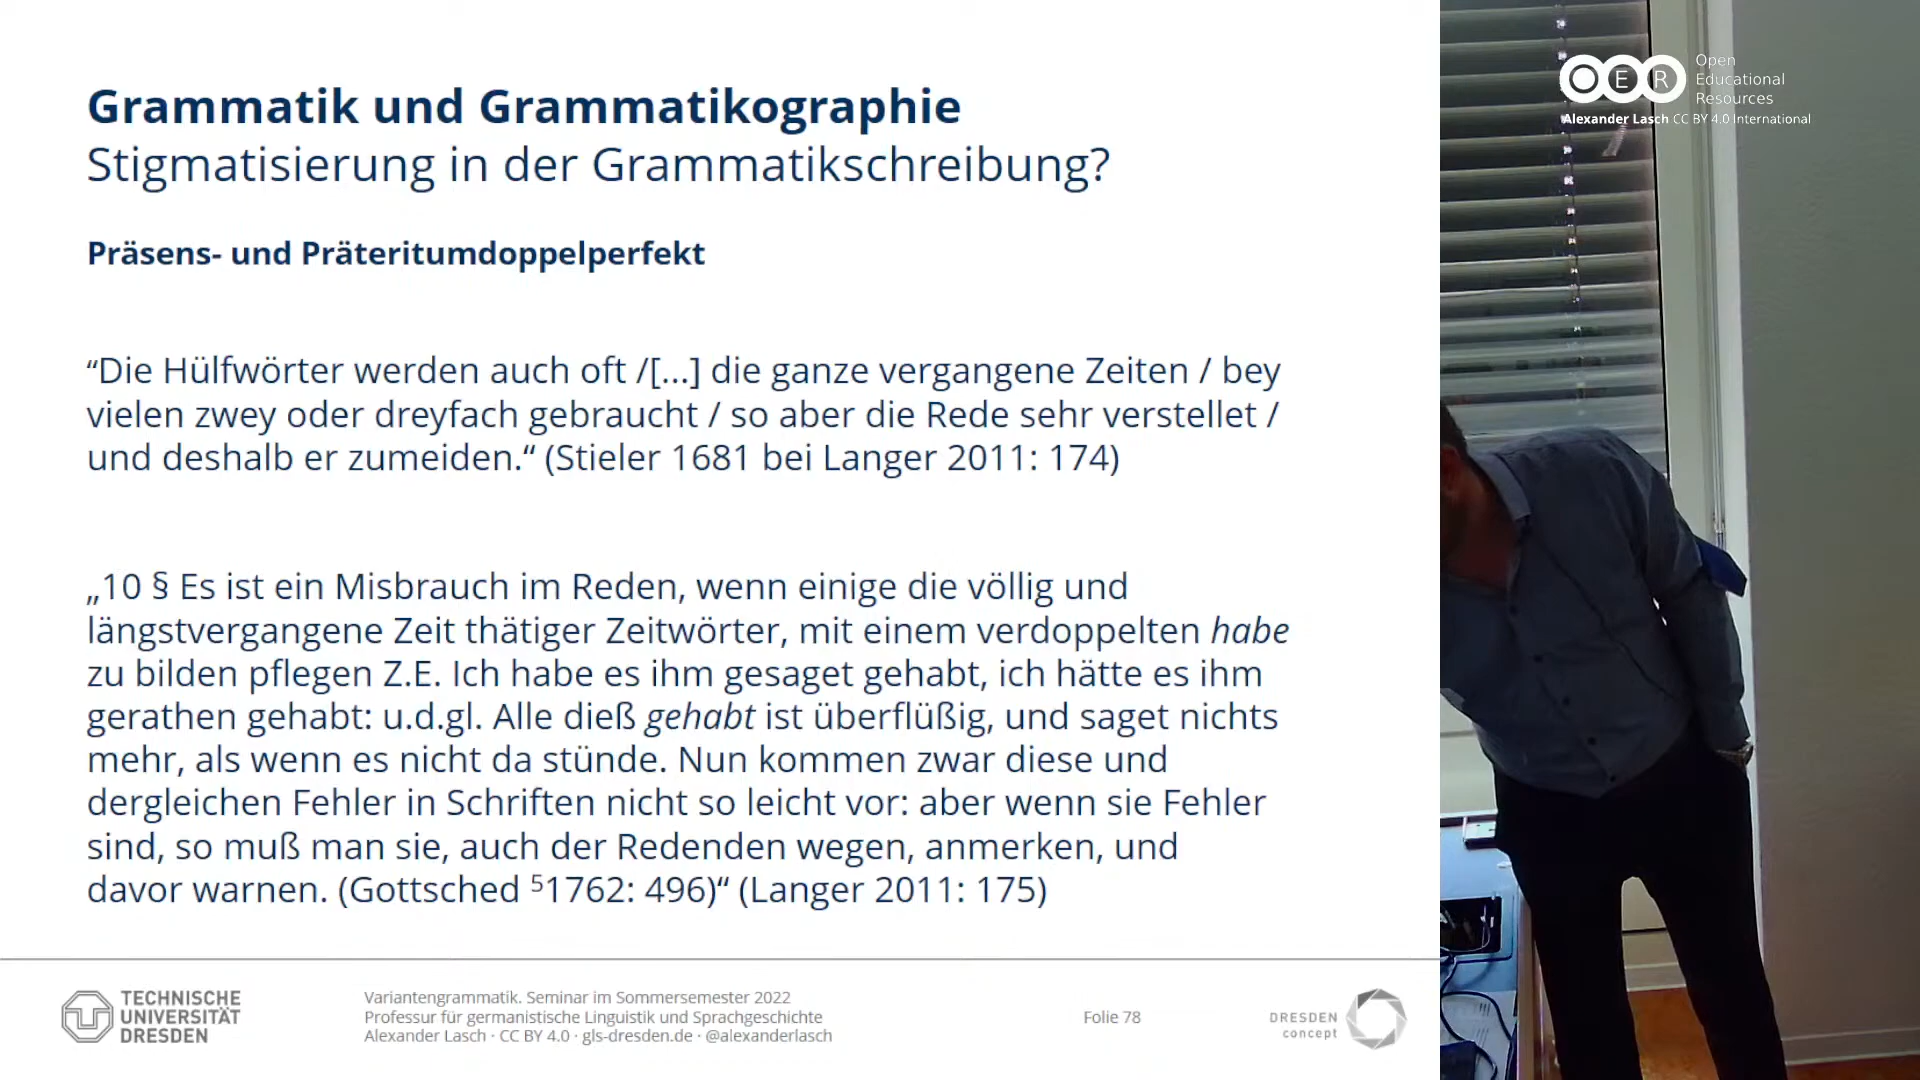 Grammatik und Grammatikographie
Stigmatisierung in der Grammatikschreibung?
Präsens- und Präteritumdoppelperfekt
“Die Hülfwörter werden auch oft /[...] die ganze vergangene Zeiten / bey
vielen zwey oder dreyfach gebraucht / so aber die Rede sehr verstellet /
und deshalb er zumeiden.“ (Stieler 1681 bei Langer 2011: 174)
„10 § Es ist ein Misbrauch im Reden, wenn einige die völlig und
längstvergangene Zeit thätiger Zeitwörter, mit einem verdoppelten habe
zu bilden pflegen Z.E. Ich habe es ihm gesaget gehabt, ich hätte es ihm
gerathen gehabt: u.d.gl. Alle dieß gehabt ist überflüßig, und saget nichts
mehr, als wenn es nicht da stünde. Nun kommen zwar diese und
dergleichen Fehler in Schriften nicht so leicht vor: aber wenn sie Fehler
sind, so muß man sie, auch der Redenden wegen, anmerken, und
davor warnen. (Gottsched ⁵1762: 496)“ (Langer 2011: 175)
TECHNISCHE
UNIVERSITÄT
DRESDEN
Variantengrammatik. Seminar im Sommersemester 2022
Professur für germanistische Linguistik und Sprachgeschichte
Alexander Lasch · CC BY 4.0 · gls-dresden.de · @alexanderlasch
Folie 78
DRESDEN
concept
OER
Open
Educational
Resources
Alexander Lasch CC BY 4.0 International